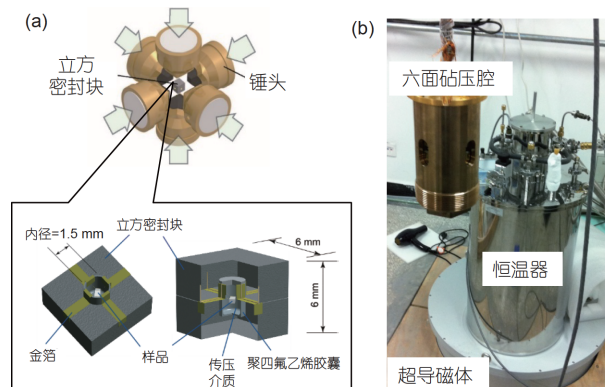 (a)
立方
密封块
锤头
内径=1.5 mm
立方密封块
6 mm
6 mm
金箔
样品
传压
介质
聚四氟乙烯胶囊
(b)
六面砧压腔
恒温器
超导磁体